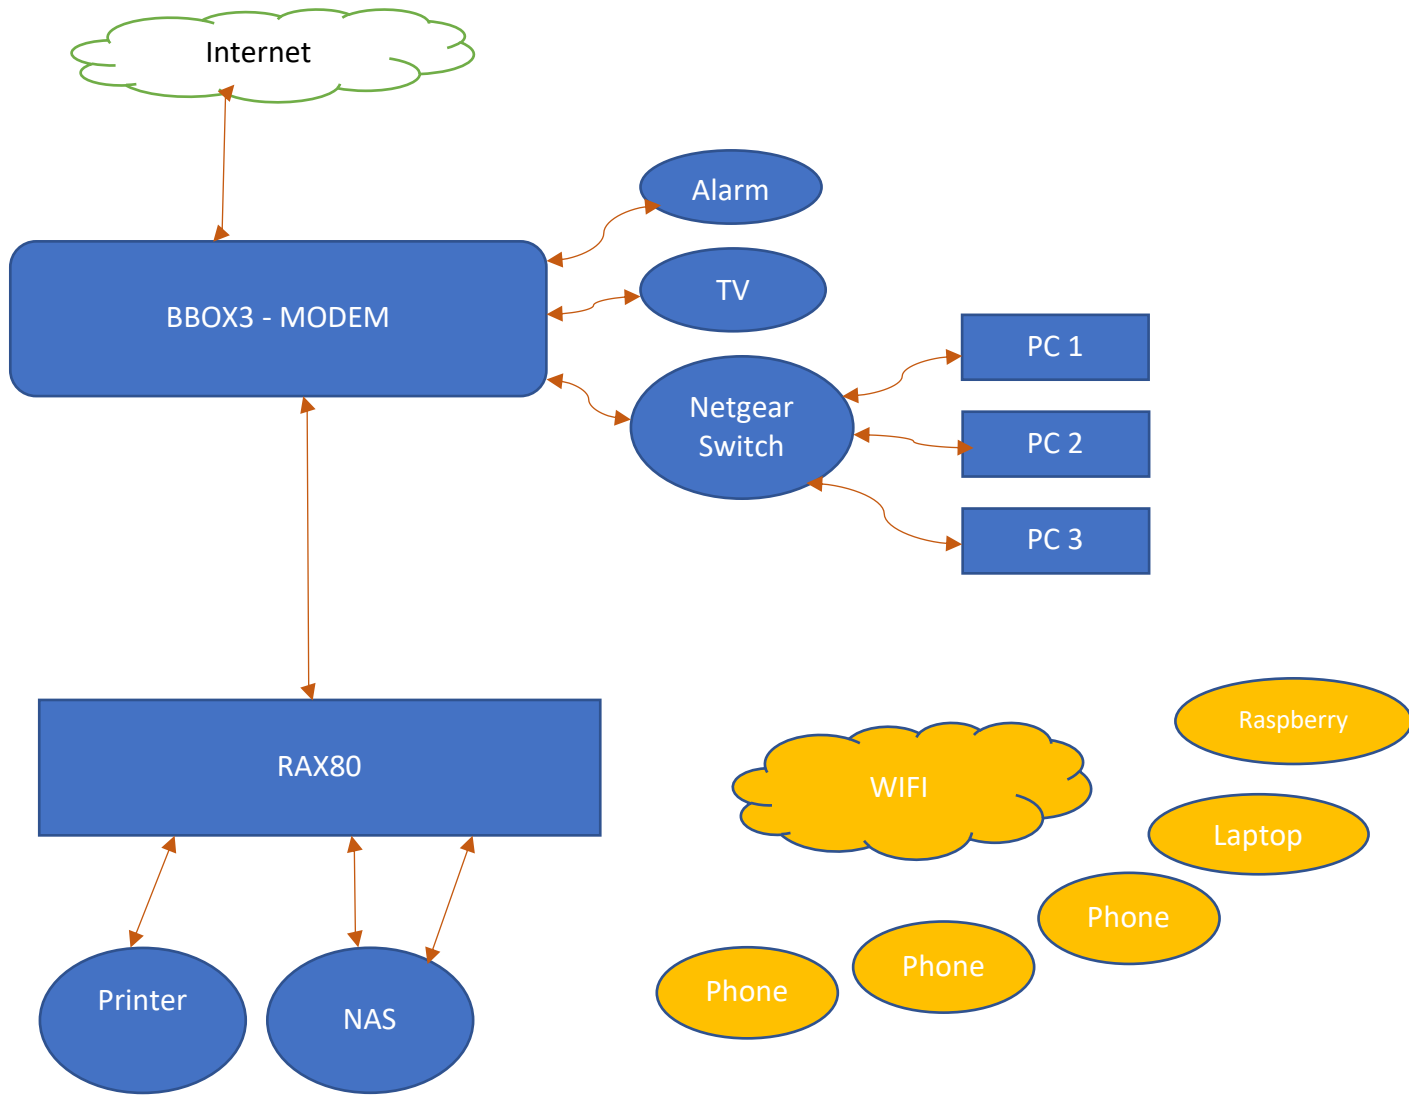 Internet
Alarm
BBOX3 - MODEM
TV
PC 1
Netgear
Switch
PC 2
PC 3
RAX80
WIFI
Raspberry
Laptop
Phone
Phone
Phone
Printer
NAS